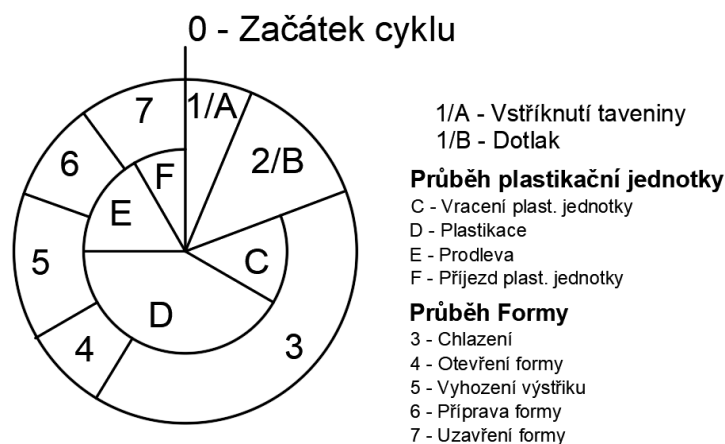 0 - Začátek cyklu
7
1/A
6
2/B
F
E
5
C
D
4
3
1/A - Vstříknutí taveniny
1/B - Dotlak
Průběh plastikační jednotky
C - Vracení plast. jednotky
D - Plastikace
E - Prodleva
F - Příjezd plast. jednotky
Průběh Formy
3 - Chlazení
4 - Otevření formy
5 - Vyhození výstřiku
6 - Příprava formy
7 - Uzavření formy